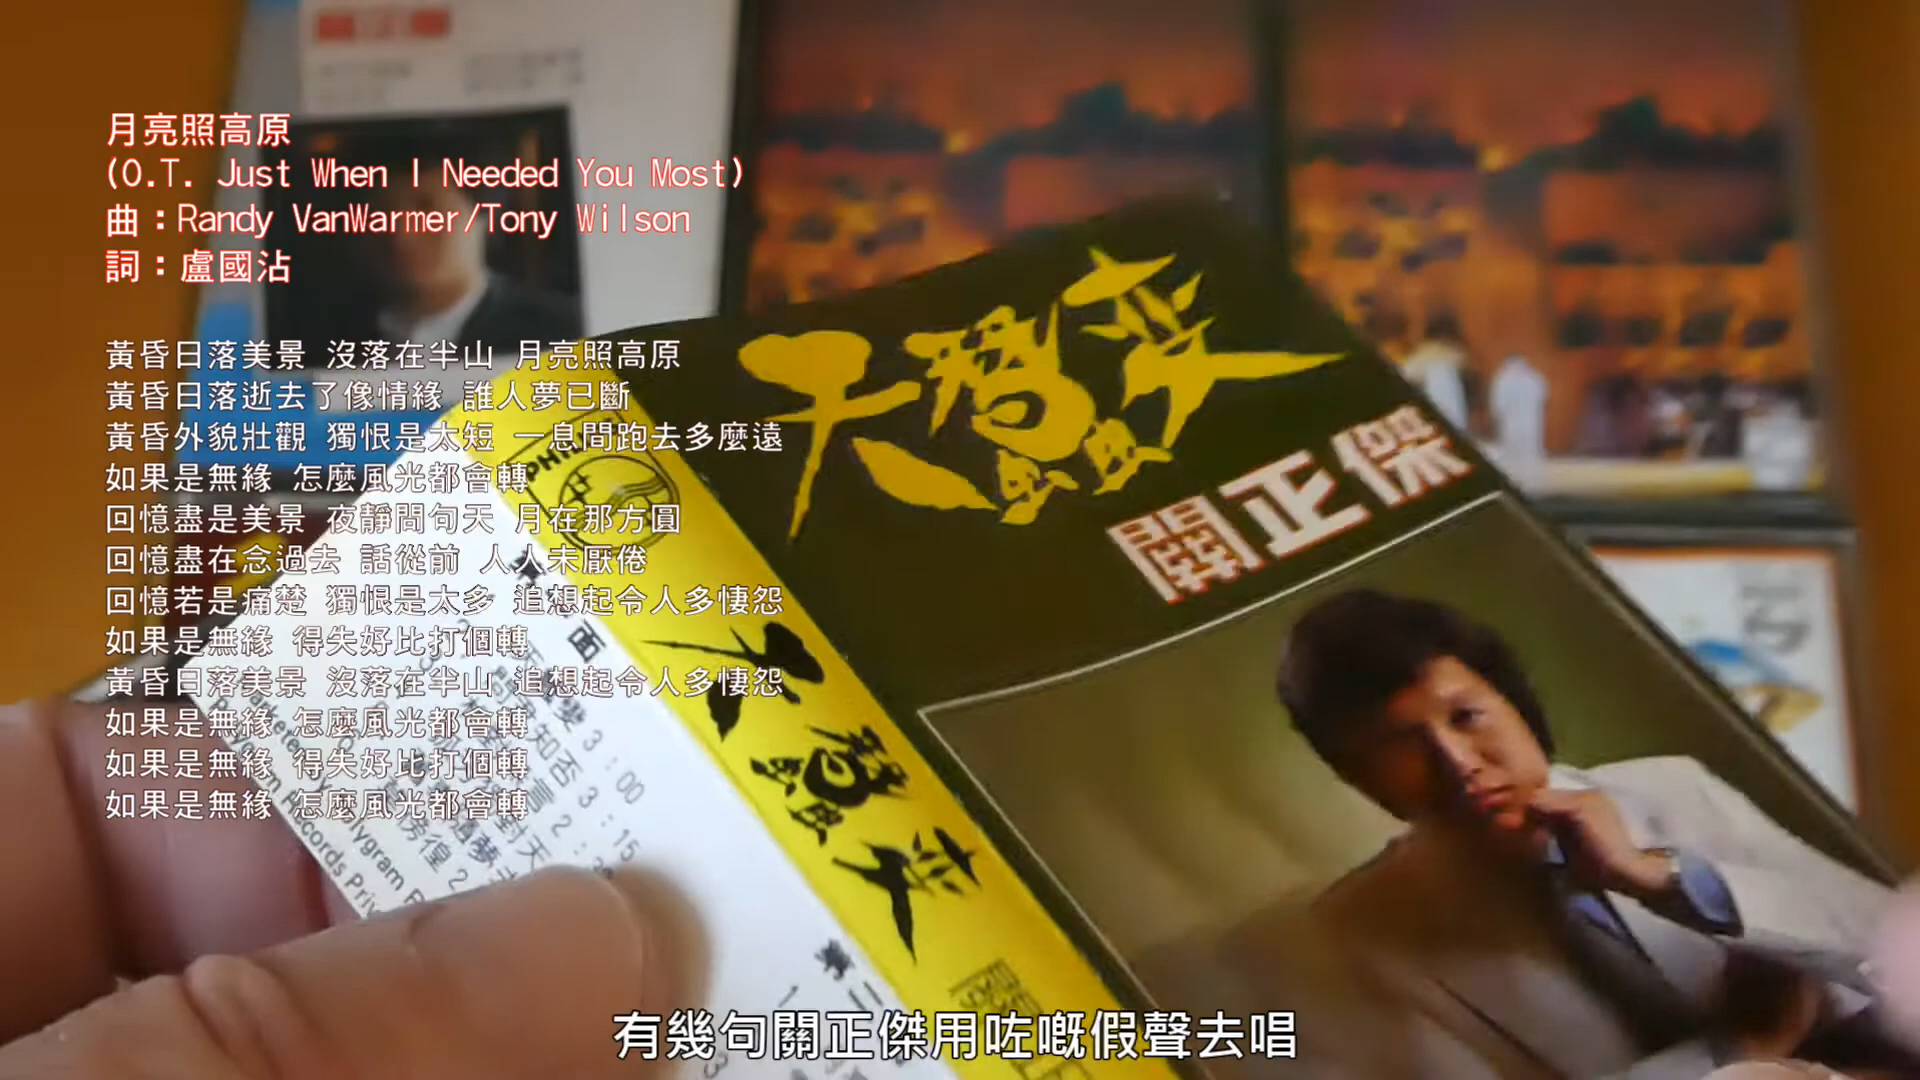 月亮照高原
(O.T. Just When I Needed You Most)
曲：Randy VanWarmer/Tony Wilson
詞：盧國沾
黃昏日落美景 沒落在半山 月亮照高原
黃昏日落逝去了像情緣 誰人夢已斷
黃昏外貌壯觀 獨恨是太短 一息間跑去多麼遠
如果是無緣 怎麼風光都會轉
回憶盡是美景 夜靜問句天 月在那方圓
回憶盡在念過去 話從前 人人未厭倦
回憶若是痛楚 獨恨是太多 追想起令人多悽怨
如果是無緣 得失好比打個轉
黃昏日落美景 沒落在半山 追想起令人多悽怨
如果是無緣 怎麼風光都會轉
如果是無緣 得失好比打個轉
如果是無緣 怎麼風光都會轉
天蠶变
關正傑
天蠶变
3：00
3：15
有幾句關正傑用咗嘅假聲去唱